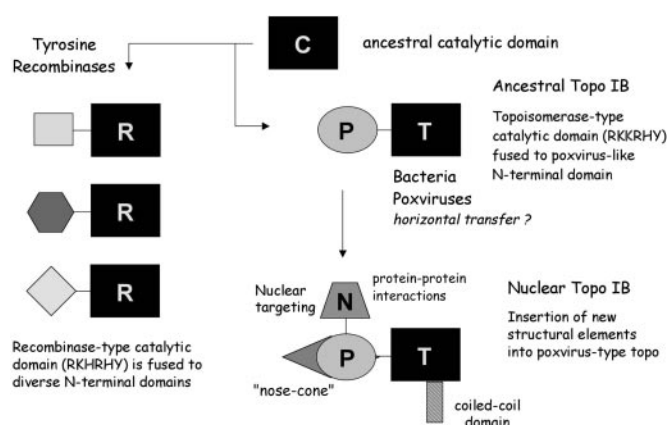 Tyrosine
Recombinases
C
ancestral catalytic domain
R
R
R
Recombinase-type catalytic
domain (RKHRHY) is fused to
diverse N-terminal domains
P
T
Ancestral Topo IB
Topoisomerase-type
catalytic domain (RKKRHY)
fused to poxvirus-like
N-terminal domain
Bacteria
Poxviruses
horizontal transfer ?
Nuclear
targeting
N
protein-protein
interactions
P
T
"nose-cone"
coiled-coil
domain
Nuclear Topo IB
Insertion of new
structural elements
into poxvirus-type topo